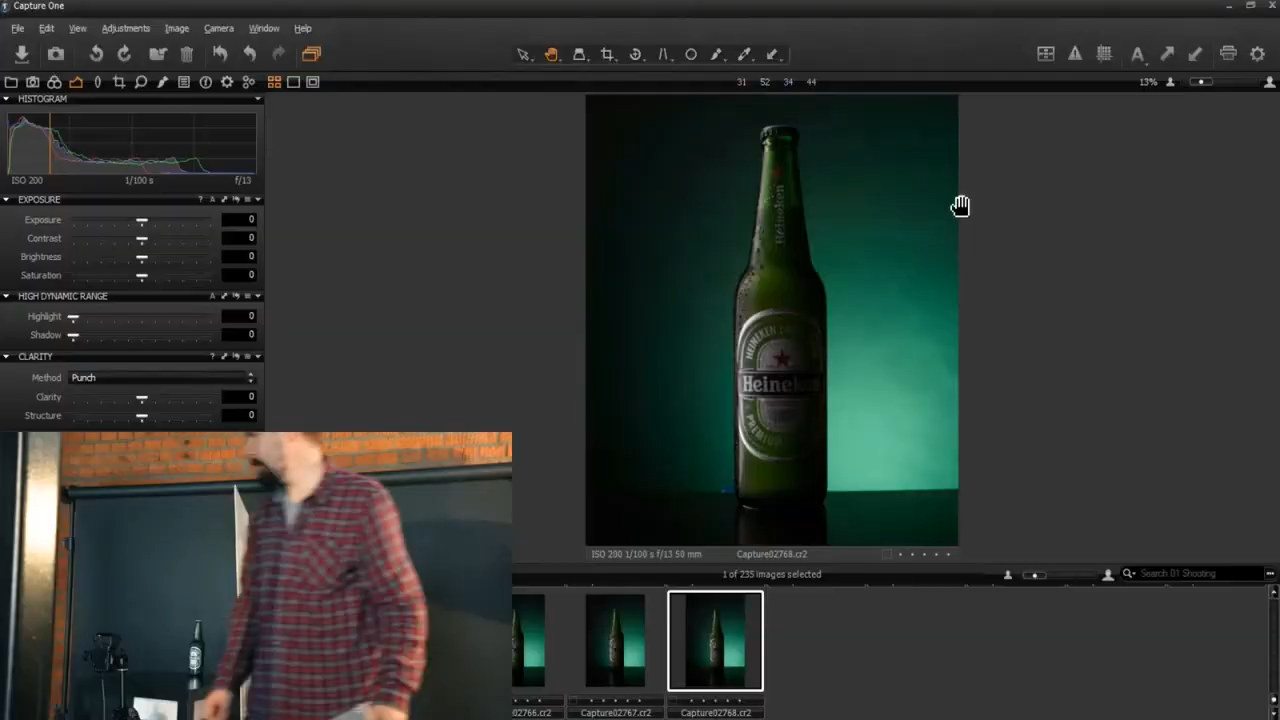 Capture One
File Edit View Adjustments Image Camera Window Help
31 52 34 44
13%
HISTOGRAM
ISO 200 1/100 s f/13
EXPOSURE
Exposure 0
Contrast 0
Brightness 0
Saturation 0
HIGH DYNAMIC RANGE
Highlight 0
Shadow 0
CLARITY
Method Punch
Clarity 0
Structure 0
Heineken
Heineken
PREMIUM
ISO 200 1/100 s f/13 50 mm Capture02768.cr2
1 of 235 images selected
Search 01 Shooting
02766.cr2 Capture02767.cr2 Capture02768.cr2